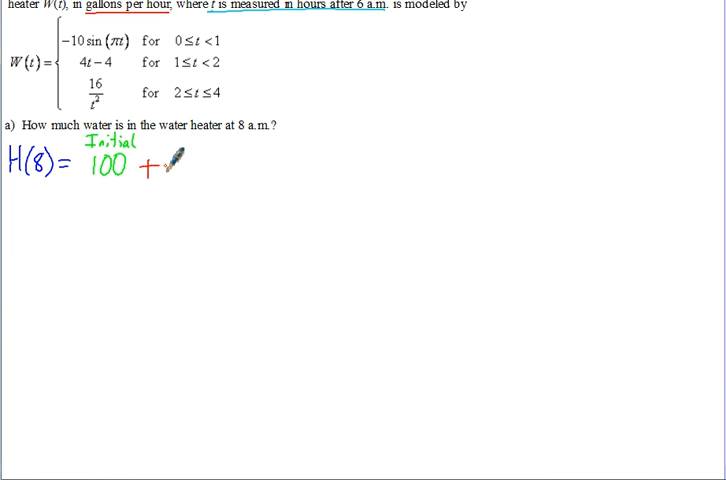 heater W(t), in gallons per hour, where t is measured in hours after 6 a.m. is modeled by
-10 sin (πt) for 0 ≤ t < 1
W(t) = { 4t - 4 for 1 ≤ t < 2
16/t² for 2 ≤ t ≤ 4
a) How much water is in the water heater at 8 a.m.?
Initial
H(8) = 100 +